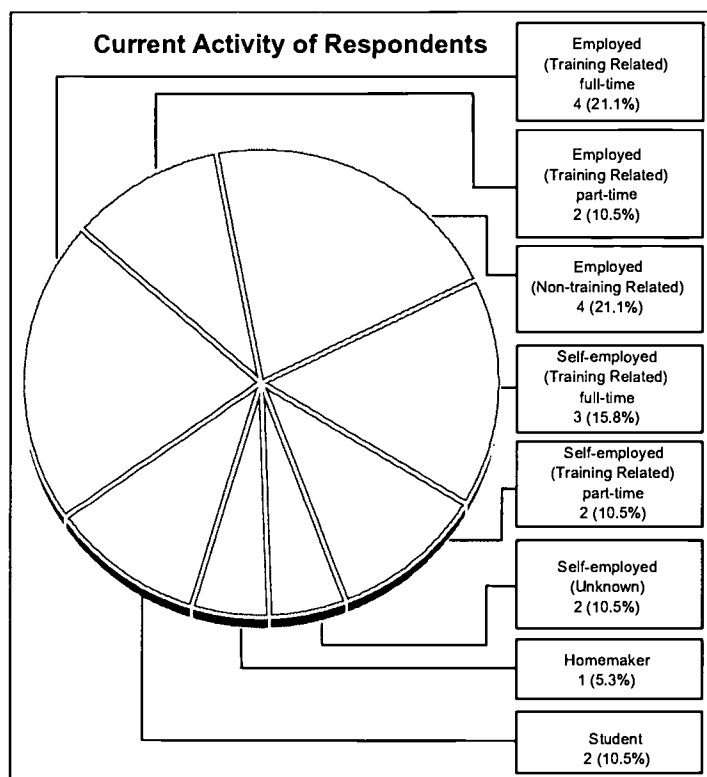 Current Activity of Respondents
Employed
(Training Related)
full-time
4 (21.1%)
Employed
(Training Related)
part-time
2 (10.5%)
Employed
(Non-training Related)
4 (21.1%)
Self-employed
(Training Related)
full-time
3 (15.8%)
Self-employed
(Training Related)
part-time
2 (10.5%)
Self-employed
(Unknown)
2 (10.5%)
Homemaker
1 (5.3%)
Student
2 (10.5%)